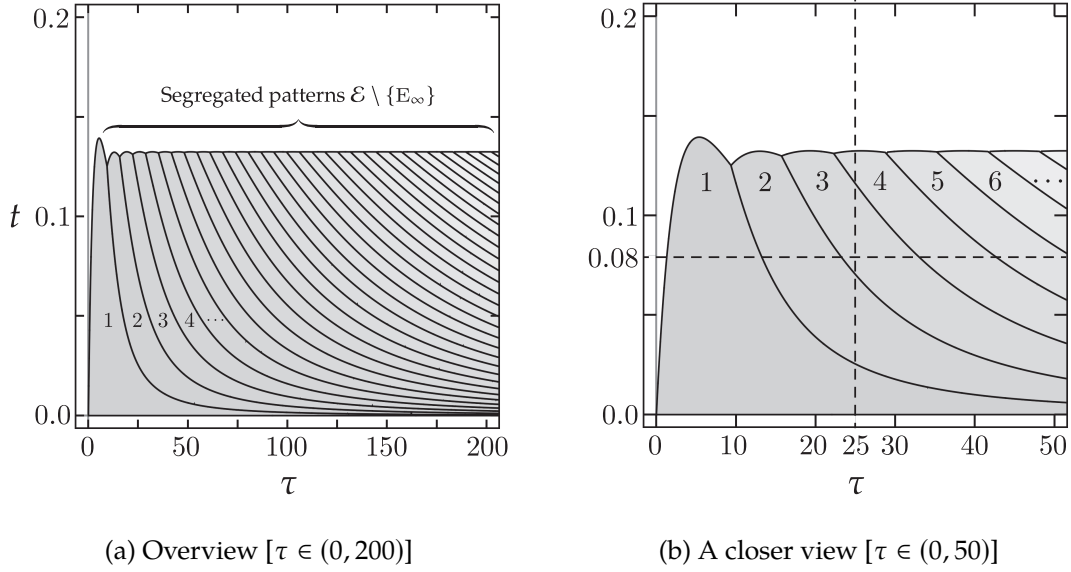 0.2
Segregated patterns ℰ \ {E∞}
t
0.1
1 2 3 4 ···
0.0
0 50 100 150 200
τ
(a) Overview [τ ∈ (0, 200)]
0.2
1 2 3 4 5 6 ···
0.1
0.08
0.0
0 10 20 25 30 40 50
τ
(b) A closer view [τ ∈ (0, 50)]